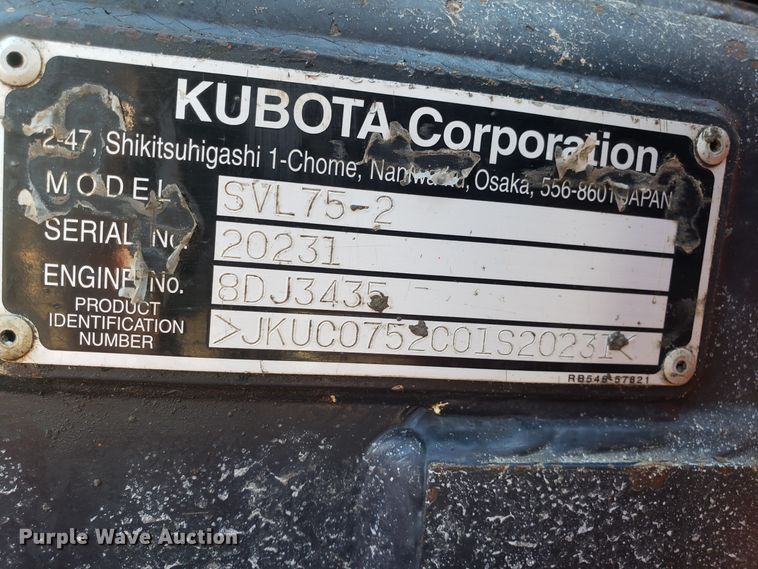 KUBOTA Corporation
2-47, Shikitsuhigashi 1-Chome, Naniwa-ku, Osaka, 556-8601 JAPAN
MODEL SVL75-2
SERIAL No. 20231
ENGINE No. 8DJ3435
PRODUCT
IDENTIFICATION
NUMBER
>JKUC0752C01S20231<
RB545-57821
Purple Wave Auction